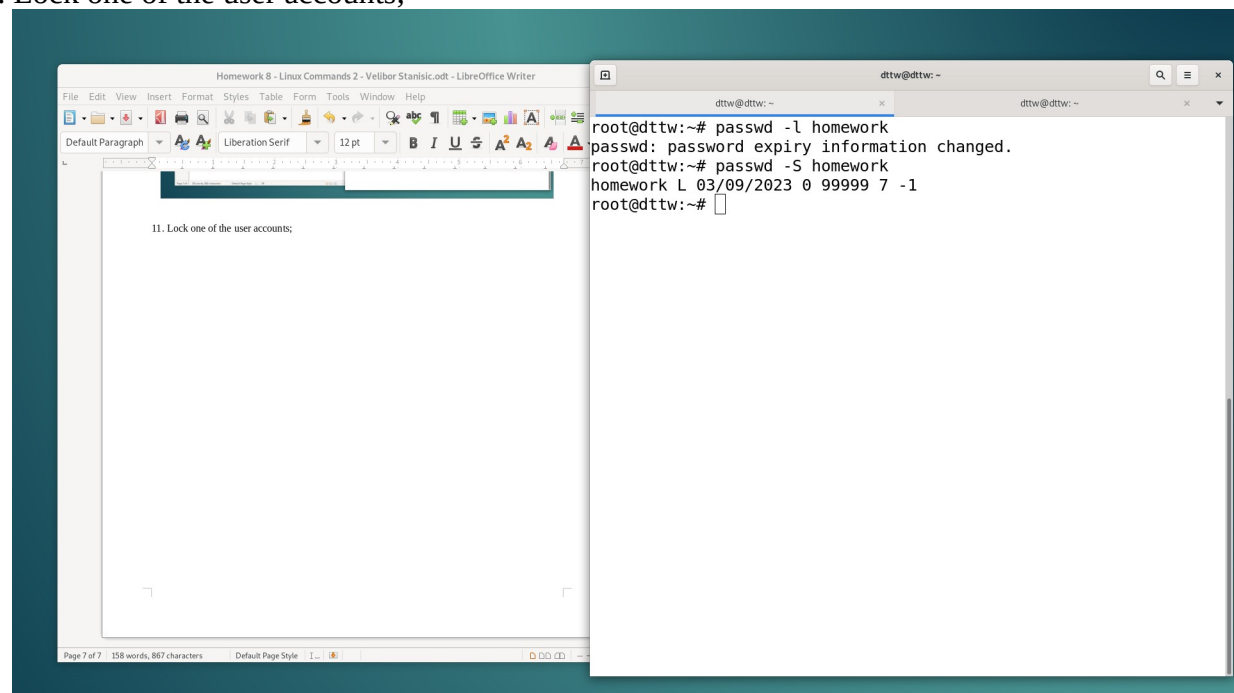 . Lock one of the user accounts;
Homework 8 - Linux Commands 2 - Velibor Stanisic.odt - LibreOffice Writer
File Edit View Insert Format Styles Table Form Tools Window Help
Default Paragraph
Liberation Serif
12 pt
11. Lock one of the user accounts;
Page 7 of 7
158 words, 867 characters
Default Page Style
dttw@dttw: ~
dttw@dttw: ~
dttw@dttw: ~
root@dttw:~# passwd -l homework
passwd: password expiry information changed.
root@dttw:~# passwd -S homework
homework L 03/09/2023 0 99999 7 -1
root@dttw:~#